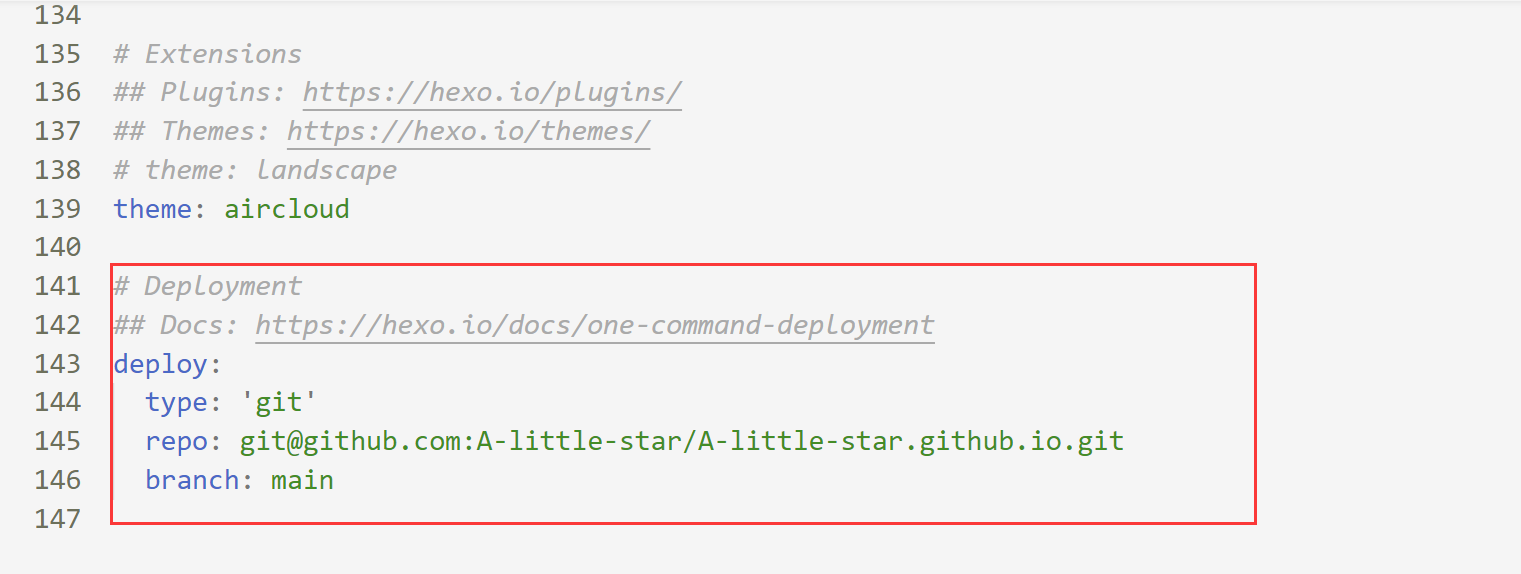 134
135 # Extensions
136 ## Plugins: https://hexo.io/plugins/
137 ## Themes: https://hexo.io/themes/
138 # theme: landscape
139 theme: aircloud
140
141 # Deployment
142 ## Docs: https://hexo.io/docs/one-command-deployment
143 deploy:
144   type: 'git'
145   repo: git@github.com:A-little-star/A-little-star.github.io.git
146   branch: main
147